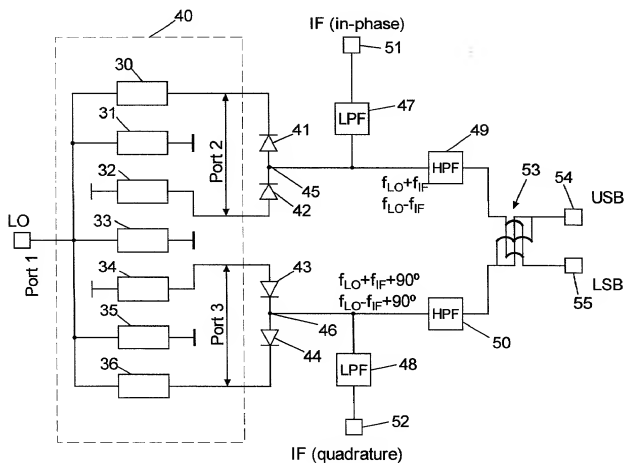 40
IF (in-phase)
51
30
LPF
47
31
41
49
Port 2
32
45
HPF
53
54
fLO+fIF
fLO-fIF
42
USB
LO
33
Port 1
34
43
LSB
55
fLO+fIF+90º
fLO-fIF+90º
35
Port 3
46
HPF
50
44
36
LPF
48
52
IF (quadrature)